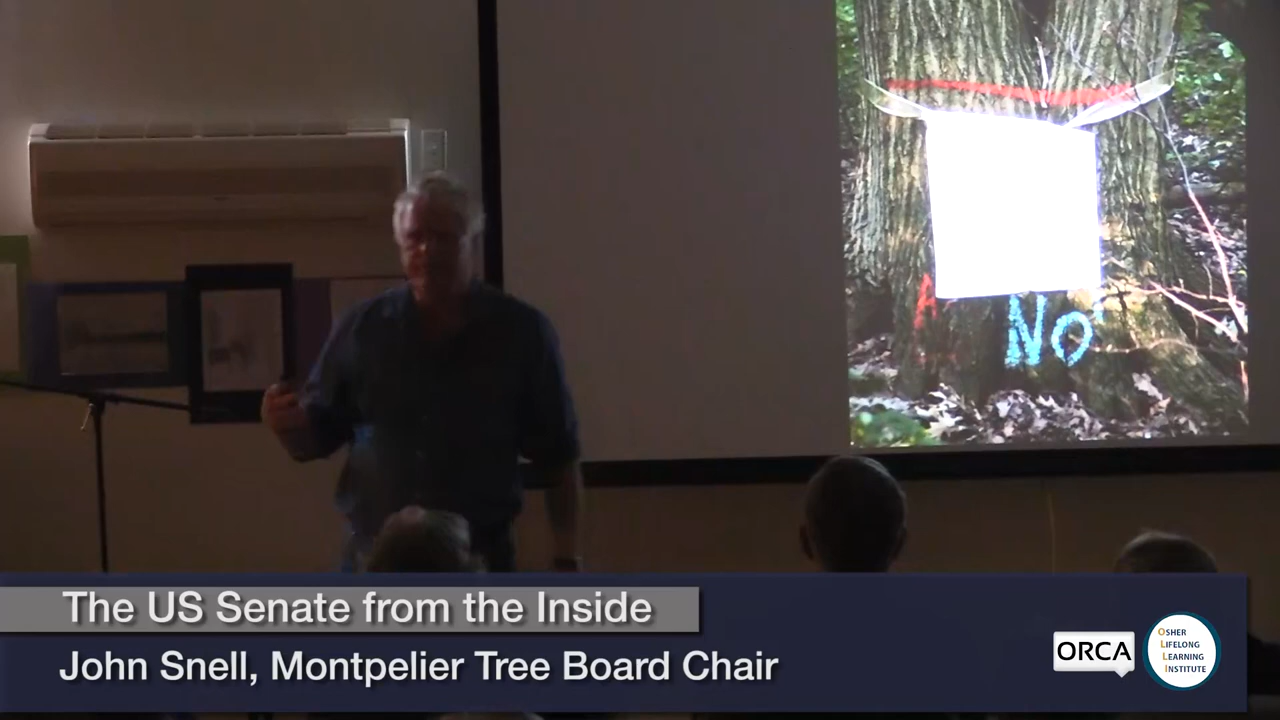 No
The US Senate from the Inside
John Snell, Montpelier Tree Board Chair
ORCA
OSHER
LIFELONG
LEARNING
INSTITUTE